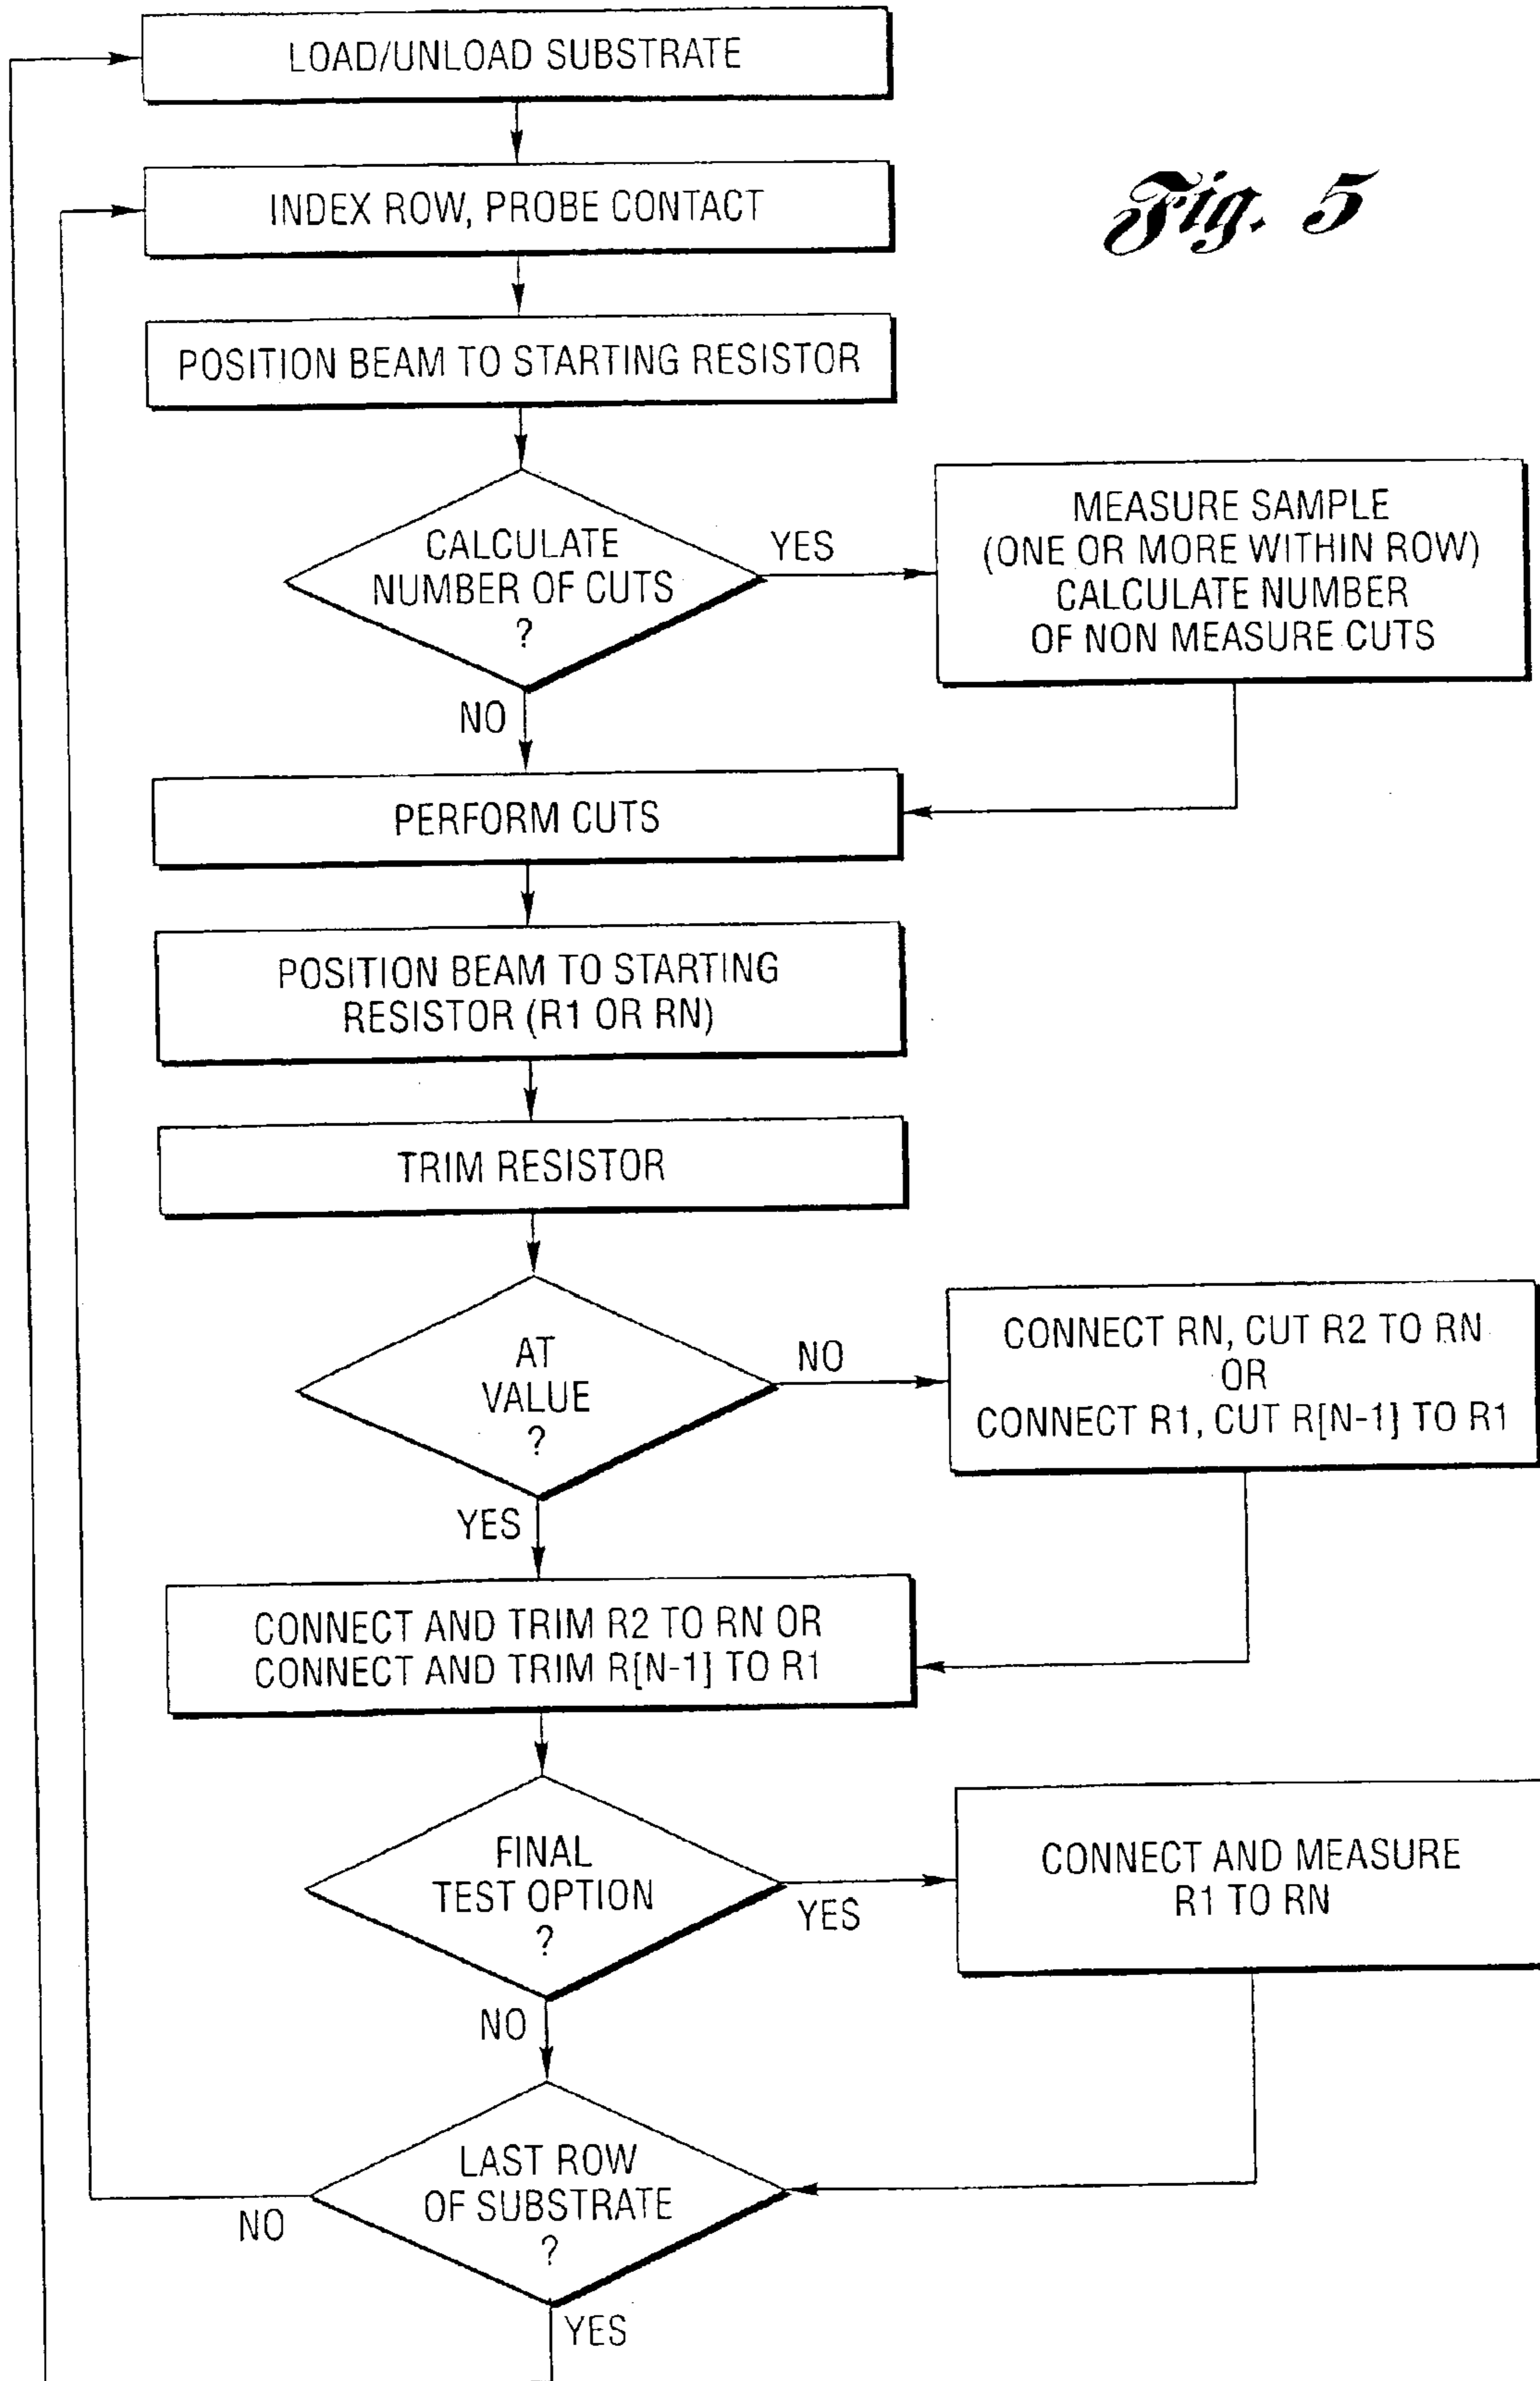 LOAD/UNLOAD SUBSTRATE
INDEX ROW, PROBE CONTACT
Fig. 5
POSITION BEAM TO STARTING RESISTOR
CALCULATE
NUMBER OF CUTS
?
YES
MEASURE SAMPLE
(ONE OR MORE WITHIN ROW)
CALCULATE NUMBER
OF NON MEASURE CUTS
NO
PERFORM CUTS
POSITION BEAM TO STARTING
RESISTOR (R1 OR RN)
TRIM RESISTOR
AT
VALUE
?
NO
CONNECT RN, CUT R2 TO RN
OR
CONNECT R1, CUT R[N-1] TO R1
YES
CONNECT AND TRIM R2 TO RN OR
CONNECT AND TRIM R[N-1] TO R1
FINAL
TEST OPTION
?
YES
CONNECT AND MEASURE
R1 TO RN
NO
LAST ROW
OF SUBSTRATE
?
NO
YES